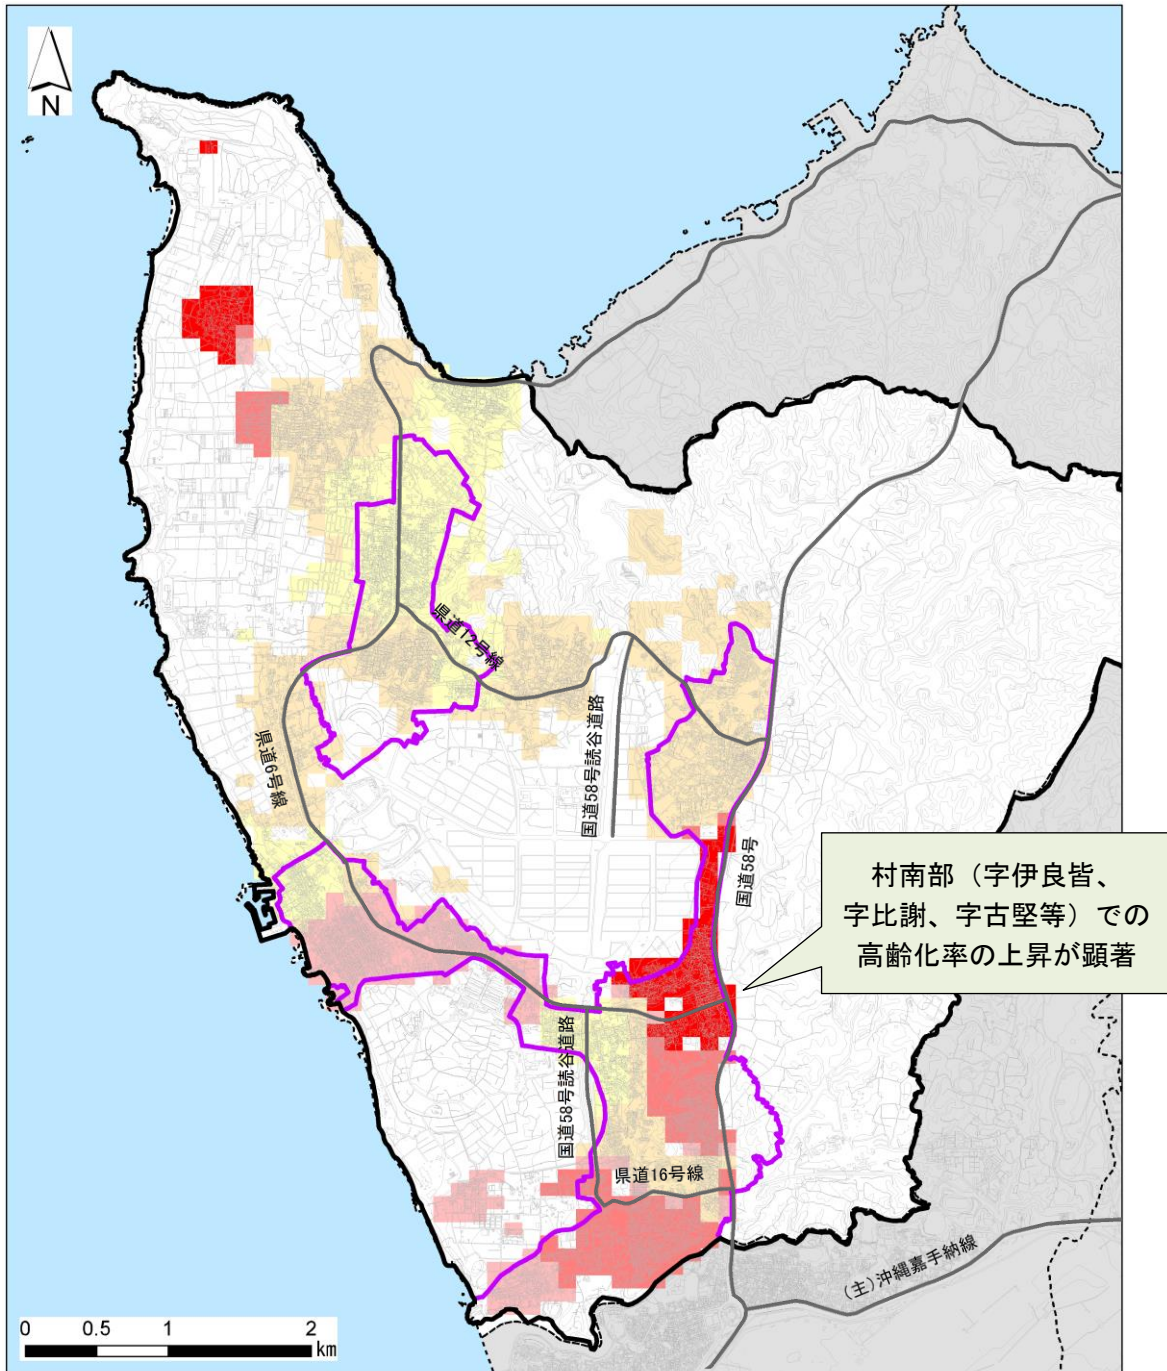 N
県道12号線
国道58号読谷道路
県道6号線
国道58号
村南部（字伊良皆、
字比謝、字古堅等）での
高齢化率の上昇が顕著
国道58号読谷道路
県道16号線
(主)沖縄嘉手納線
0 0.5 1 2
km